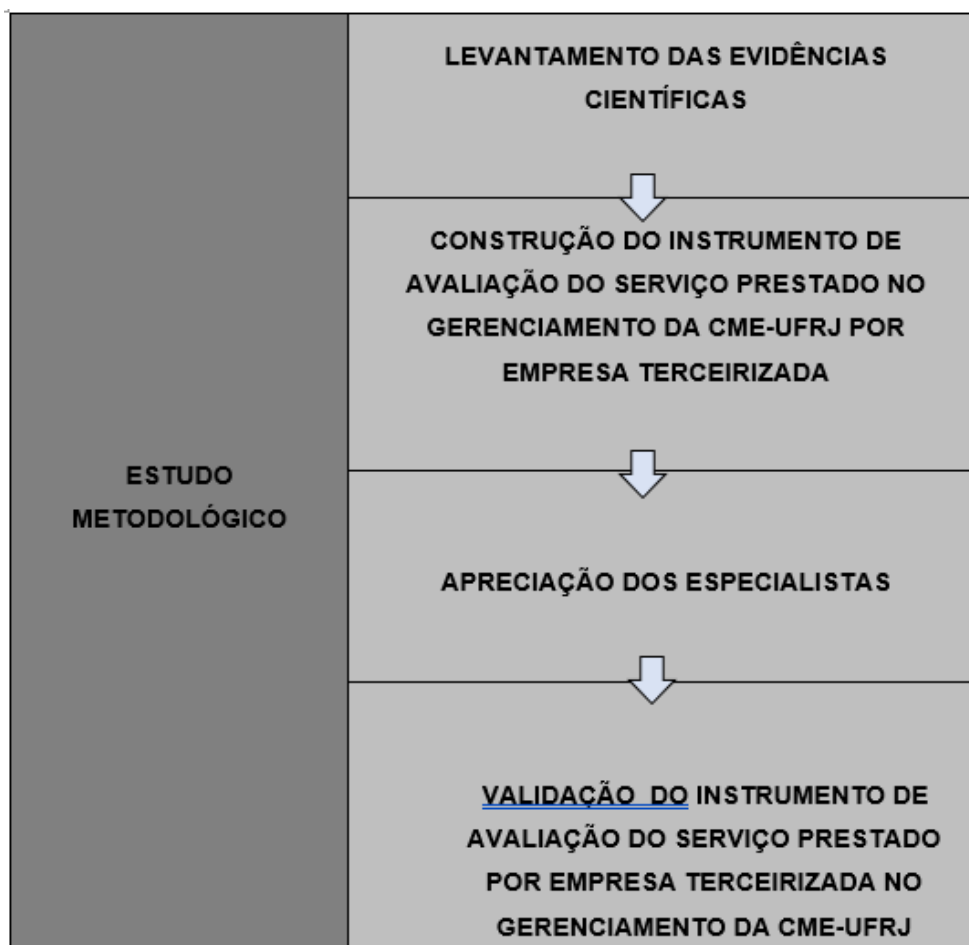 ESTUDO
METODOLÓGICO
LEVANTAMENTO DAS EVIDÊNCIAS
CIENTÍFICAS
CONSTRUÇÃO DO INSTRUMENTO DE
AVALIAÇÃO DO SERVIÇO PRESTADO NO
GERENCIAMENTO DA CME-UFRJ POR
EMPRESA TERCEIRIZADA
APRECIAÇÃO DOS ESPECIALISTAS
VALIDAÇÃO  DO INSTRUMENTO DE
AVALIAÇÃO DO SERVIÇO PRESTADO
POR EMPRESA TERCEIRIZADA NO
GERENCIAMENTO DA CME-UFRJ